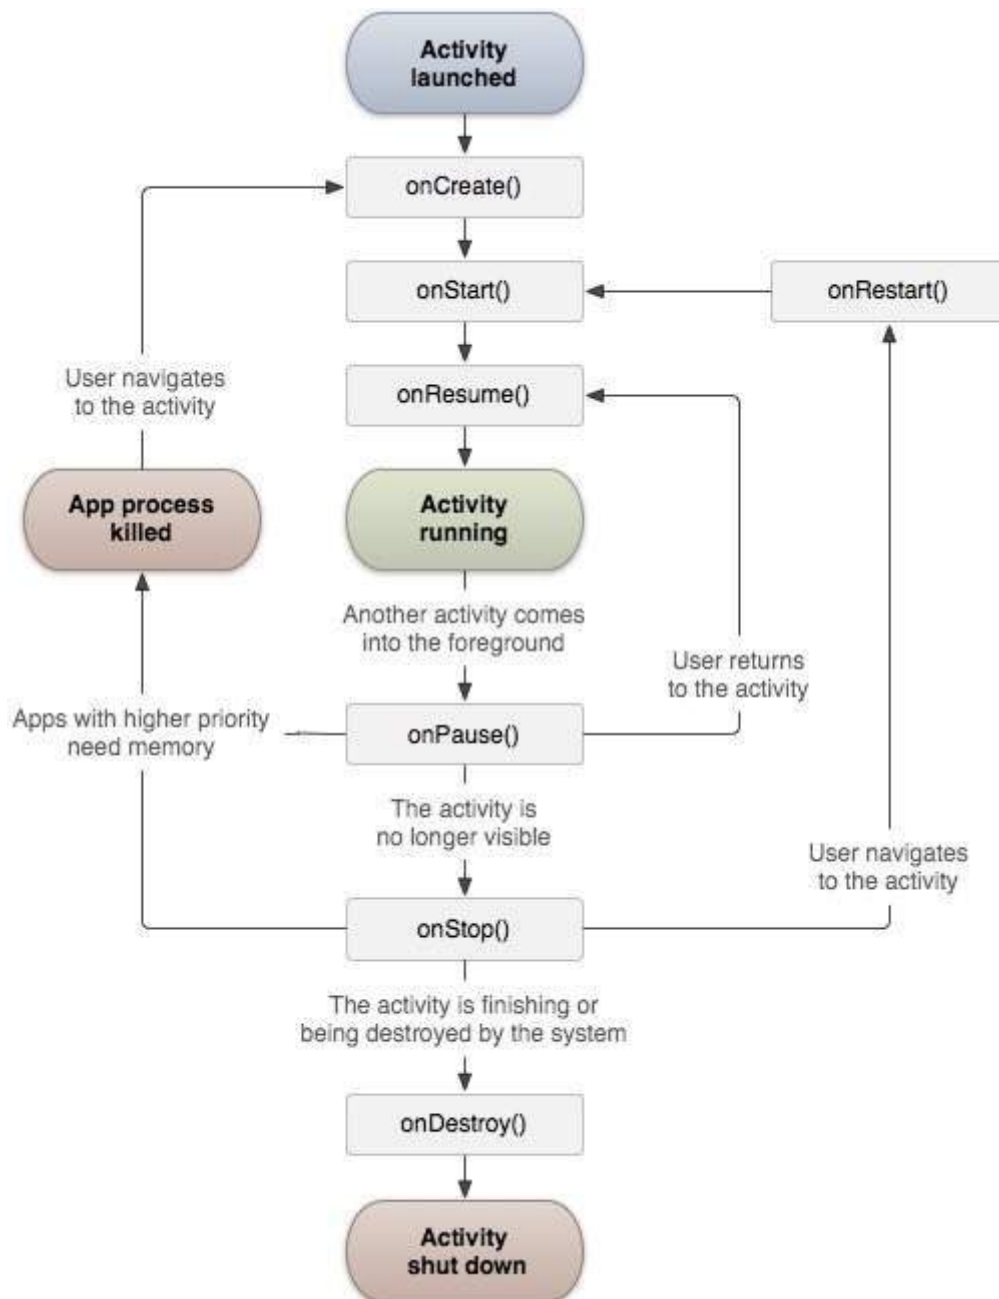 Activity
launched
onCreate()
onStart()
onRestart()
onResume()
User navigates
to the activity
App process
killed
Activity
running
Another activity comes
into the foreground
User returns
to the activity
Apps with higher priority
need memory
onPause()
The activity is
no longer visible
User navigates
to the activity
onStop()
The activity is finishing or
being destroyed by the system
onDestroy()
Activity
shut down